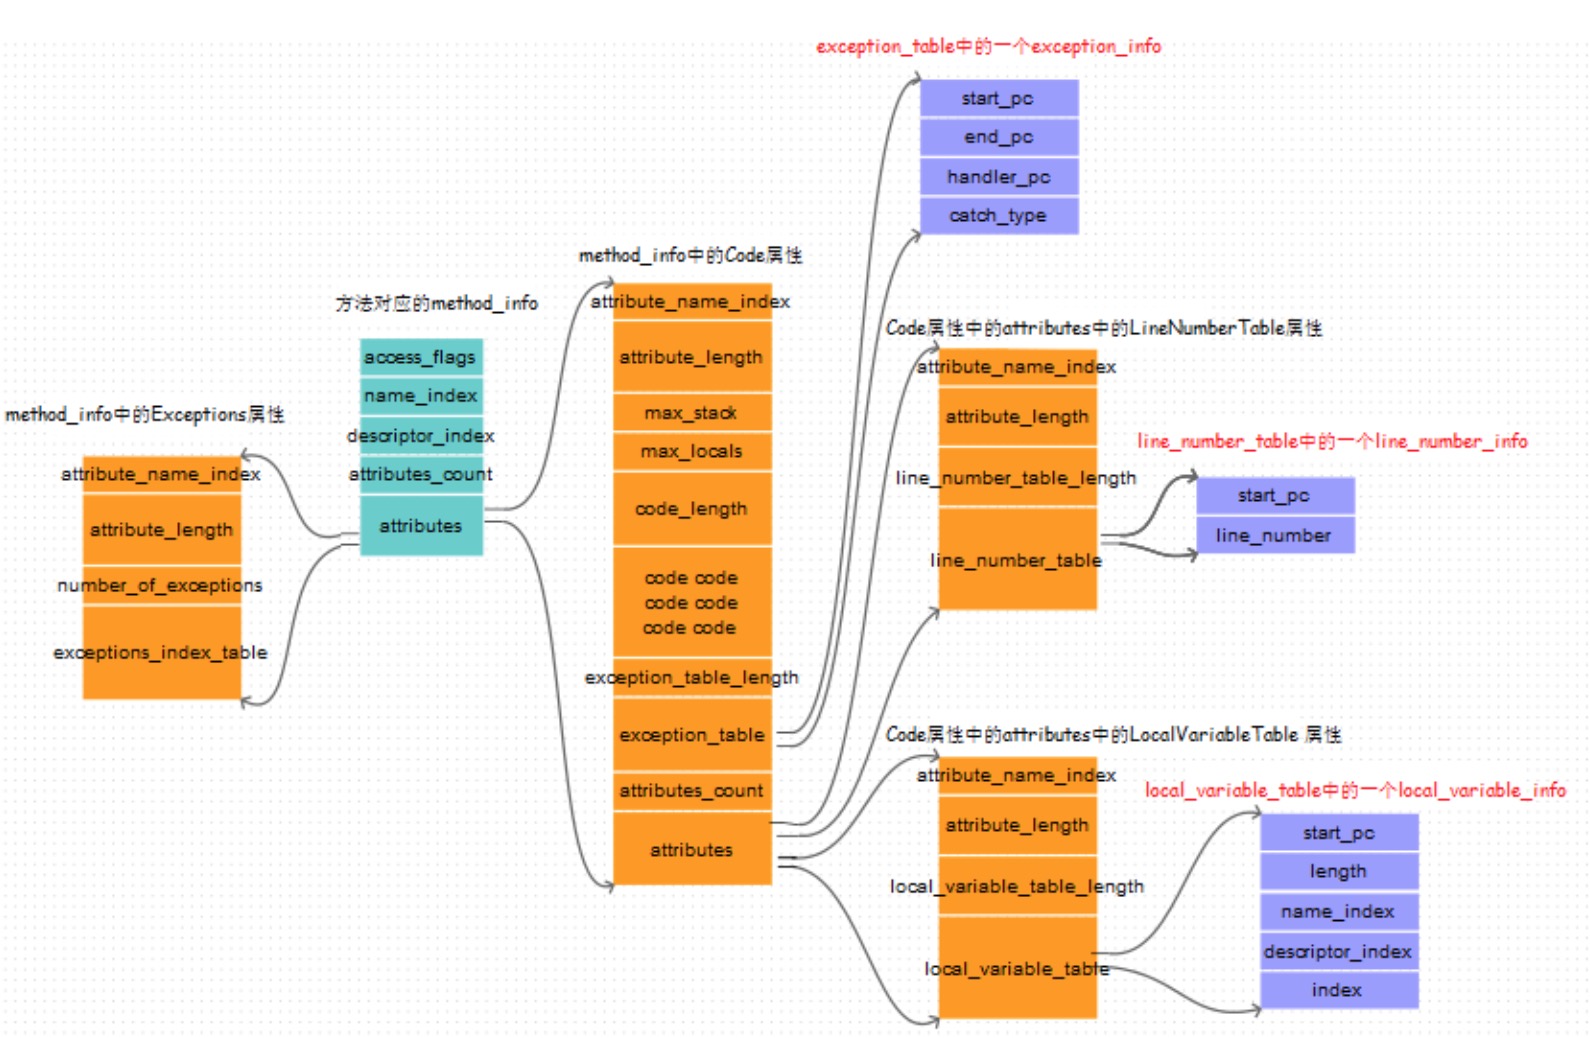 method_info中的Exceptions属性
attribute_name_index
attribute_length
number_of_exceptions
exceptions_index_table
方法对应的method_info
access_flags
name_index
descriptor_index
attributes_count
attributes
method_info中的Code属性
attribute_name_index
attribute_length
max_stack
max_locals
code_length
code code
code code
code code
exception_table_length
exception_table
attributes_count
attributes
exception_table中的一个exception_info
start_pc
end_pc
handler_pc
catch_type
Code属性中的attributes中的LineNumberTable属性
attribute_name_index
attribute_length
line_number_table_length
line_number_table
line_number_table中的一个line_number_info
start_pc
line_number
Code属性中的attributes中的LocalVariableTable 属性
attribute_name_index
attribute_length
local_variable_table_length
local_variable_table
local_variable_table中的一个local_variable_info
start_pc
length
name_index
descriptor_index
index